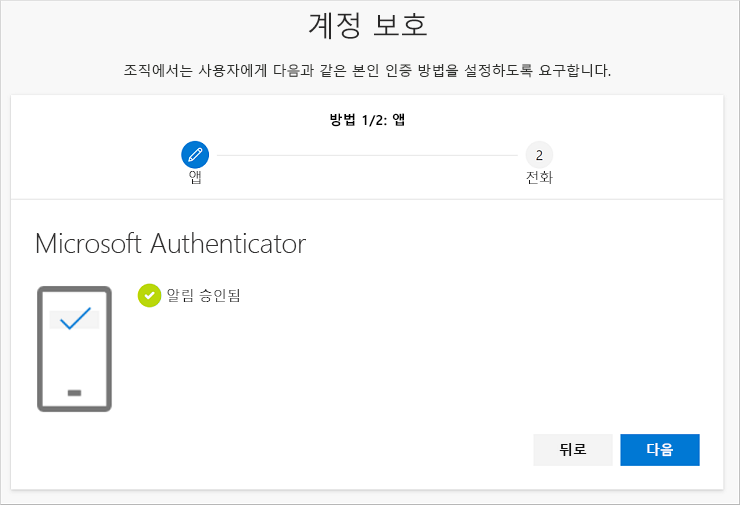 계정 보호
조직에서는 사용자에게 다음과 같은 본인 인증 방법을 설정하도록 요구합니다.
방법 1/2: 앱
2
앱
전화
Microsoft Authenticator
알림 승인됨
뒤로
다음